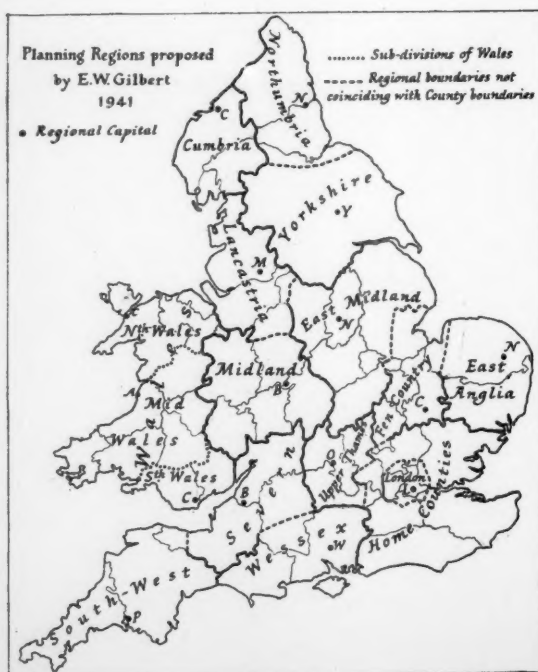 Planning Regions proposed
by E.W. Gilbert
1941
• Regional Capital
Sub-divisions of Wales
Regional boundaries not
coinciding with County boundaries
Northumbria
N
C
Cumbria
Yorkshire
Y
Lancastria
M
East Midland
N
Nth Wales
Wales
Midland
B
A
Mid
Wales
Sth Wales
C
Fen Country
C
East
Anglia
N
Upper Thames
O
London
L
Home Counties
Severn
B
Wessex
W
South-West
P